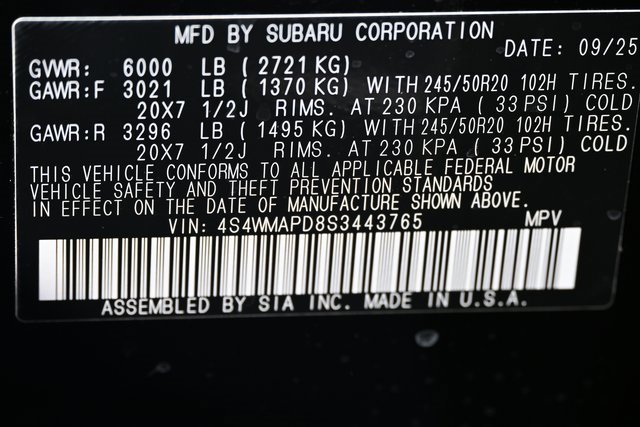 MFD BY SUBARU CORPORATION
DATE: 09/25
GVWR: 6000 LB ( 2721 KG)
GAWR:F 3021 LB ( 1370 KG) WITH 245/50R20 102H TIRES.
20X7 1/2J RIMS. AT 230 KPA ( 33 PSI) COLD
GAWR:R 3296 LB ( 1495 KG) WITH 245/50R20 102H TIRES.
20X7 1/2J RIMS. AT 230 KPA ( 33 PSI) COLD
THIS VEHICLE CONFORMS TO ALL APPLICABLE FEDERAL MOTOR
VEHICLE SAFETY AND THEFT PREVENTION STANDARDS
IN EFFECT ON THE DATE OF MANUFACTURE SHOWN ABOVE.
VIN: 4S4WMAPD8S3443765 MPV
ASSEMBLED BY SIA INC. MADE IN U.S.A.